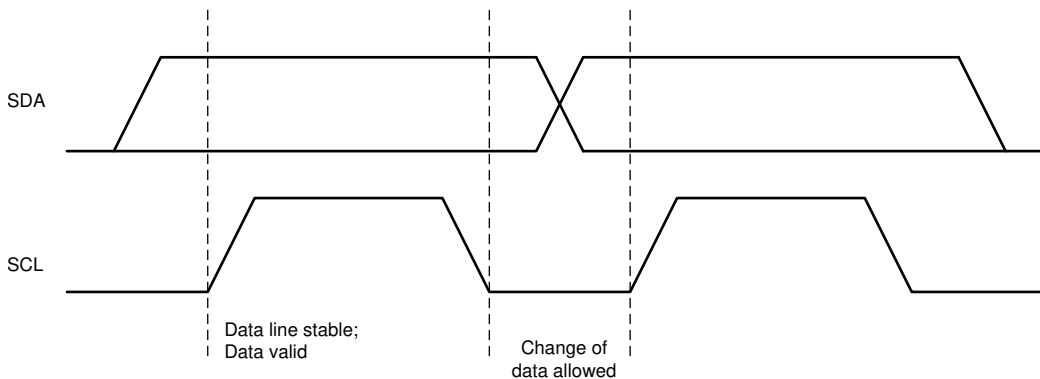 SDA
SCL
Data line stable;
Data valid
Change of
data allowed